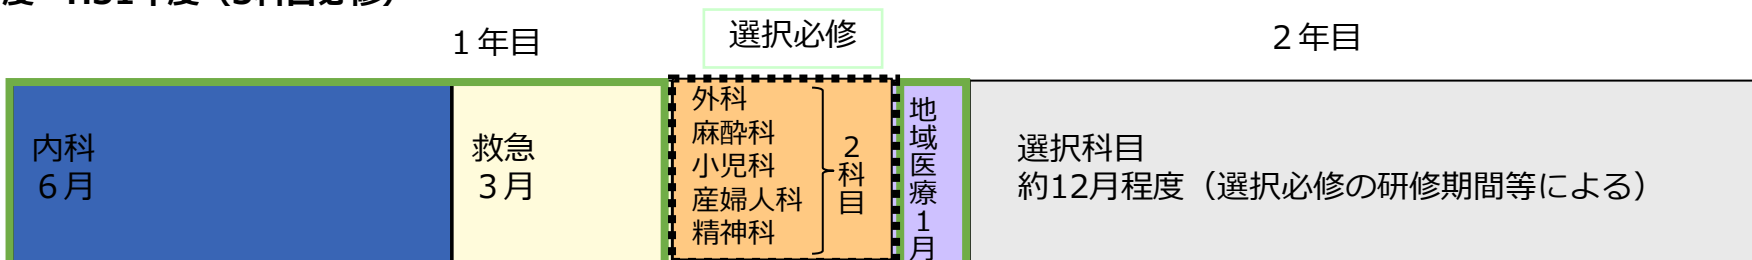 1年目
選択必修
2年目
内科
6月
救急
3月
外科
麻酔科
小児科
産婦人科
精神科
2科目
地域医療1月
選択科目
約12月程度（選択必修の研修期間等による）